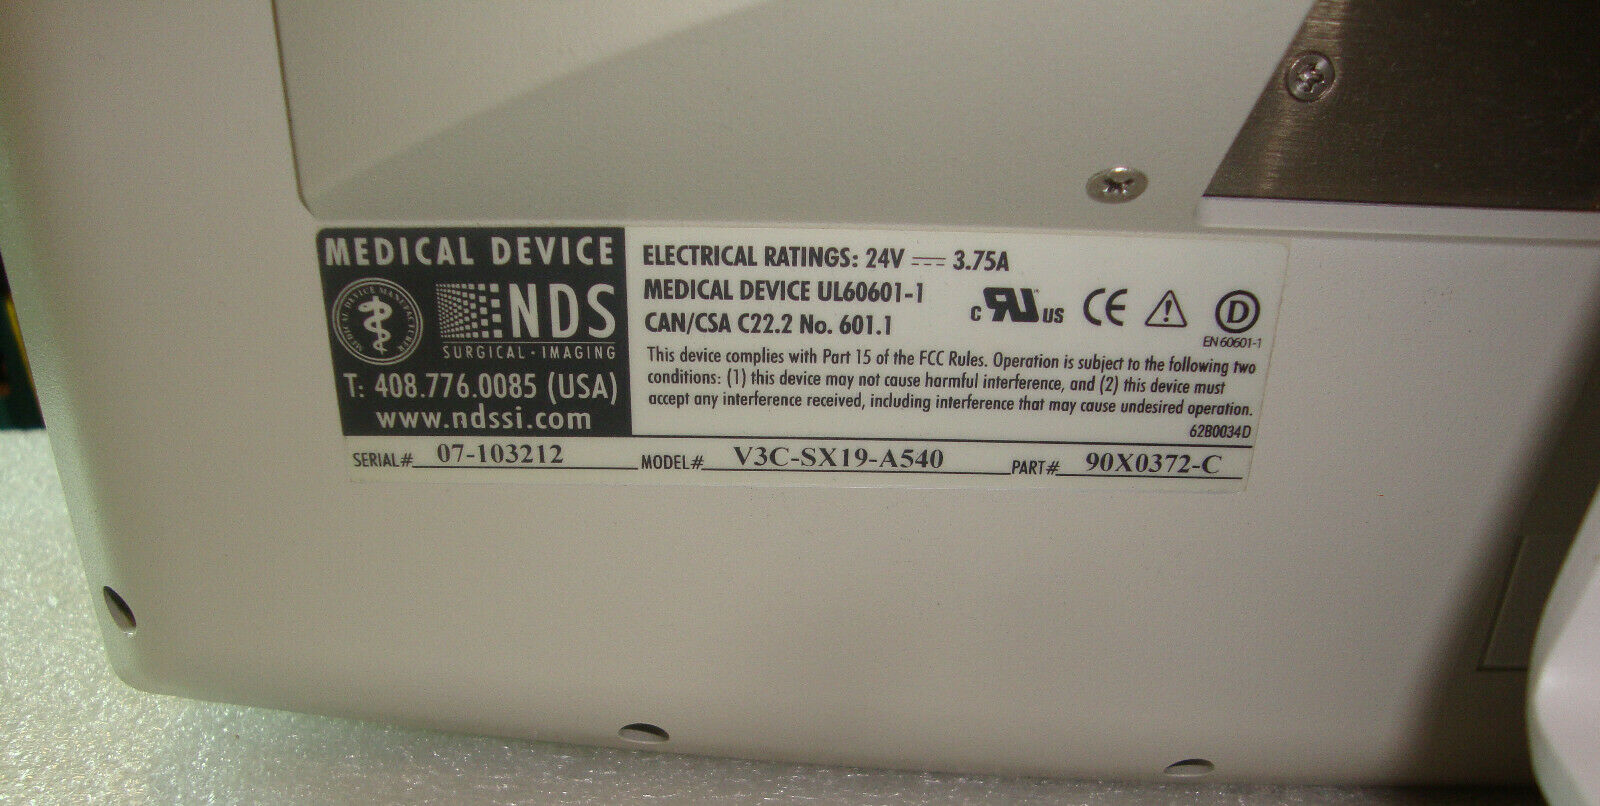 MEDICAL DEVICE
MEDICAL DEVICE MANUFACTURER
NDS
SURGICAL · IMAGING
T: 408.776.0085 (USA)
www.ndssi.com
ELECTRICAL RATINGS: 24V ⎓ 3.75A
MEDICAL DEVICE UL60601-1
CAN/CSA C22.2 No. 601.1
c RU us CE D
EN 60601-1
This device complies with Part 15 of the FCC Rules. Operation is subject to the following two
conditions: (1) this device may not cause harmful interference, and (2) this device must
accept any interference received, including interference that may cause undesired operation.
62B0034D
SERIAL# 07-103212 MODEL# V3C-SX19-A540 PART# 90X0372-C